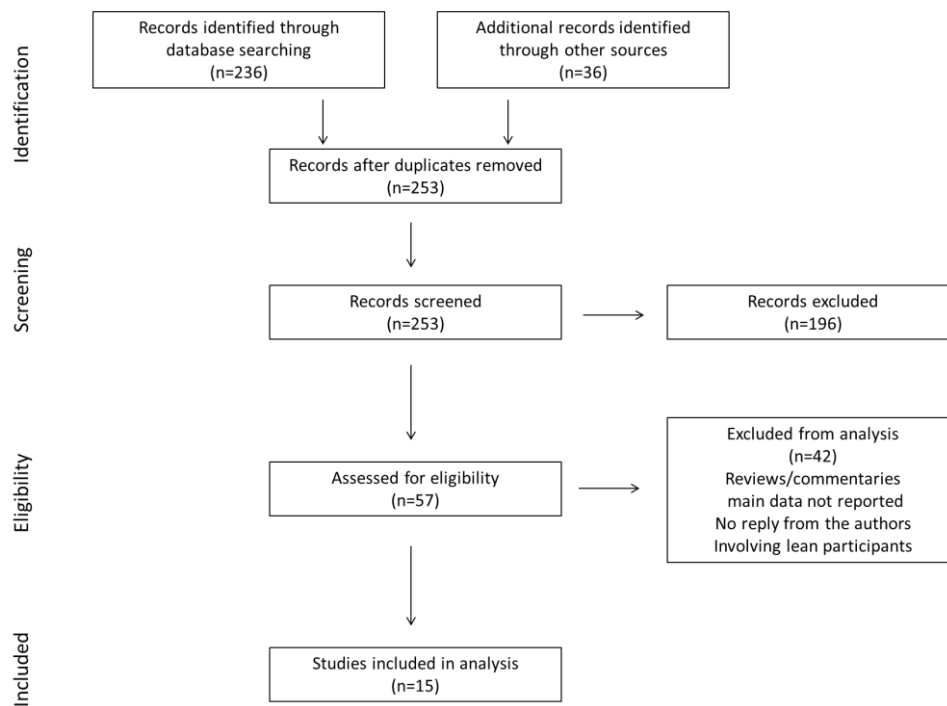 Identification
Records identified through
database searching
(n=236)
Additional records identified
through other sources
(n=36)
Records after duplicates removed
(n=253)
Screening
Records screened
(n=253)
Records excluded
(n=196)
Eligibility
Assessed for eligibility
(n=57)
Excluded from analysis
(n=42)
Reviews/commentaries
main data not reported
No reply from the authors
Involving lean participants
Included
Studies included in analysis
(n=15)